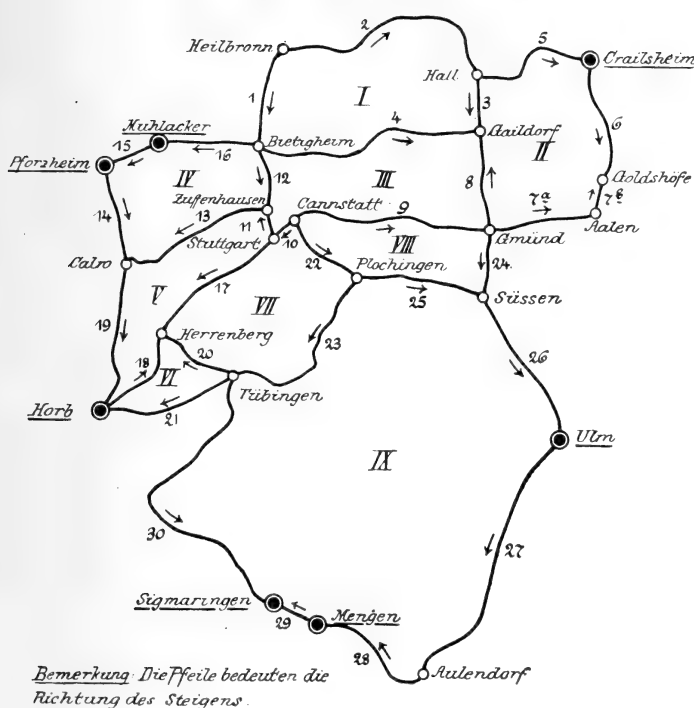 2
5
Heilbronn
Hall
Crailsheim
I
1
3
4
6
15
Mühlacker
16
Bietigheim
Gaildorf
II
Pforzheim
IV
12
III
8
Goldshöfe
14
Zuffenhausen
13
11
Cannstatt
9
7a
7b
Aalen
Stuttgart
10
Gmünd
Calw
22
VIII
24
Plochingen
V
17
25
Süssen
19
VII
18
Herrenberg
23
26
VI
20
Horb
21
Tübingen
Ulm
IX
30
27
Sigmaringen
29
Mengen
28
Aulendorf
Bemerkung: Die Pfeile bedeuten die
Richtung des Steigens.